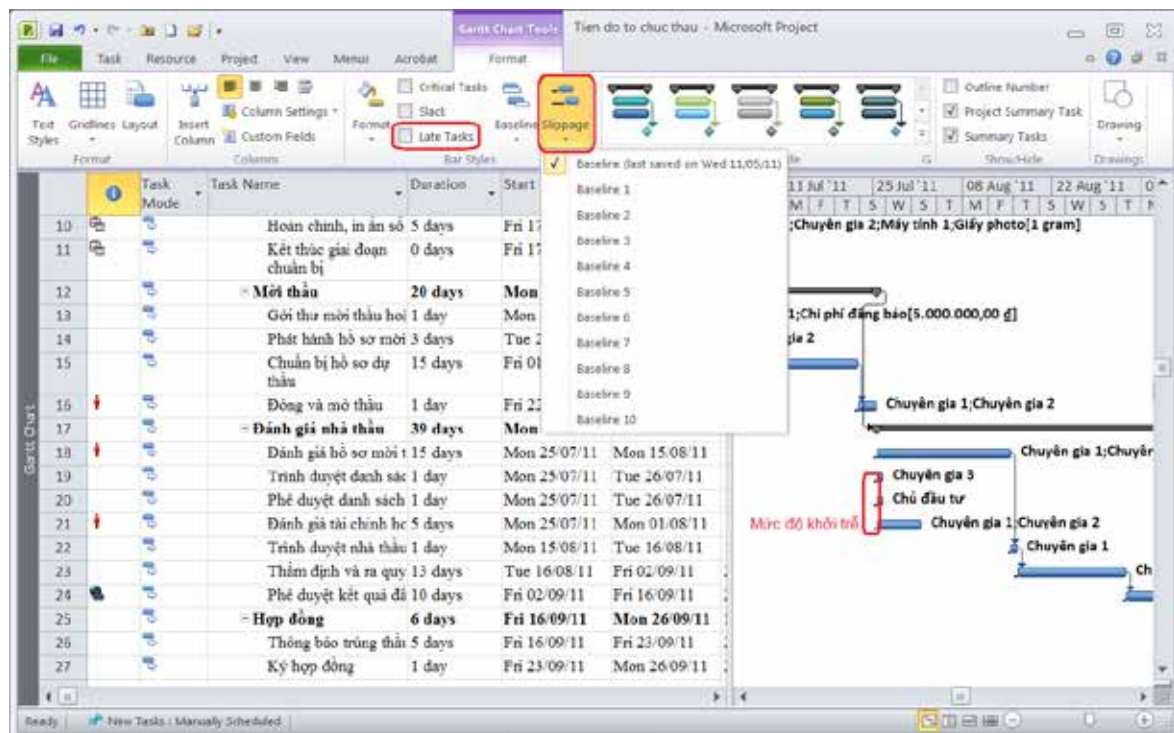 Gantt Chart Tools
Tien do to chuc thau - Microsoft Project
File Task Resource Project View Menus Acrobat Format
Text Styles
Gridlines
Layout
Format
Insert Column
Column Settings
Custom Fields
Columns
Format
Critical Tasks
Slack
Late Tasks
Baseline
Slippage
Bar Styles
Outline Number
Project Summary Task
Summary Tasks
Show/Hide
Drawing
Drawings
Baseline (last saved on Wed 11/05/11)
Baseline 1
Baseline 2
Baseline 3
Baseline 4
Baseline 5
Baseline 6
Baseline 7
Baseline 8
Baseline 9
Baseline 10
Task Mode Task Name Duration Start
11 Jul '11 25 Jul '11 08 Aug '11 22 Aug '11
M F T S W S T M F T S W S T
10 Hoàn chỉnh, in ấn số 5 days Fri 17
;Chuyên gia 2;Máy tính 1;Giấy photo[1 gram]
11 Kết thúc giai đoạn chuẩn bị 0 days Fri 17
12 Mời thầu 20 days Mon
13 Gởi thư mời thầu 1 day Mon
1;Chi phí đăng báo[5.000.000,00 ₫]
14 Phát hành hồ sơ mời 3 days Tue 2
gia 2
15 Chuẩn bị hồ sơ dự thầu 15 days Fri 01
16 Đóng và mở thầu 1 day Fri 22
Chuyên gia 1;Chuyên gia 2
17 Đánh giá nhà thầu 39 days Mon
18 Đánh giá hồ sơ mời t 15 days Mon 25/07/11 Mon 15/08/11
Chuyên gia 1;Chuyên
19 Trình duyệt danh sác 1 day Mon 25/07/11 Tue 26/07/11
Chuyên gia 3
20 Phê duyệt danh sách 1 day Mon 25/07/11 Tue 26/07/11
Chủ đầu tư
21 Đánh giá tài chính 5 days Mon 25/07/11 Mon 01/08/11
Mức độ khởi trễ
Chuyên gia 1;Chuyên gia 2
22 Trình duyệt nhà thầu 1 day Mon 15/08/11 Tue 16/08/11
Chuyên gia 1
23 Thẩm định và ra quy 13 days Tue 16/08/11 Fri 02/09/11
Ch
24 Phê duyệt kết quả đấ 10 days Fri 02/09/11 Fri 16/09/11
25 Hợp đồng 6 days Fri 16/09/11 Mon 26/09/11
26 Thông báo trúng thầu 5 days Fri 16/09/11 Fri 23/09/11
27 Ký hợp đồng 1 day Fri 23/09/11 Mon 26/09/11
Gantt Chart
Ready New Tasks : Manually Scheduled